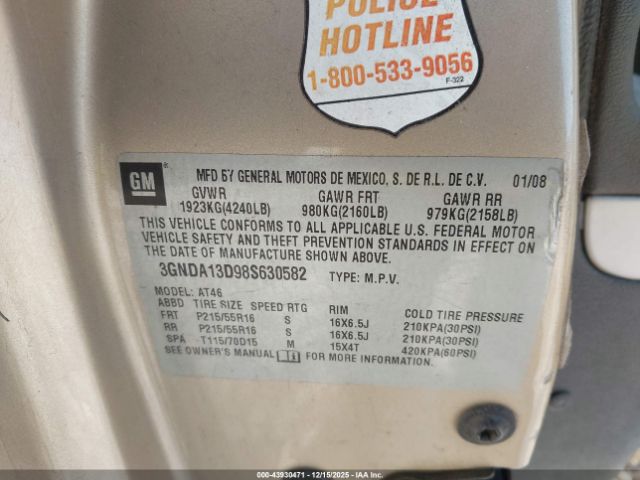 POLICE
HOTLINE
1-800-533-9056
F-322
GM
MFD BY GENERAL MOTORS DE MEXICO, S. DE R.L. DE C.V. 01/08
GVWR GAWR FRT GAWR RR
1923KG(4240LB) 980KG(2160LB) 979KG(2158LB)
THIS VEHICLE CONFORMS TO ALL APPLICABLE U.S. FEDERAL MOTOR
VEHICLE SAFETY AND THEFT PREVENTION STANDARDS IN EFFECT ON
THE DATE OF MANUFACTURE SHOWN ABOVE.
3GNDA13D98S630582 TYPE: M.P.V.
MODEL: AT46
ABBD TIRE SIZE SPEED RTG RIM COLD TIRE PRESSURE
FRT P215/55R16 S 16X6.5J 210KPA(30PSI)
RR P215/55R16 S 16X6.5J 210KPA(30PSI)
SPA T115/70D15 M 15X4T 420KPA(60PSI)
SEE OWNER'S MANUAL FOR ADDITIONAL INFORMATION.
000-43930471 - 12/15/2025 - IAAI.COM